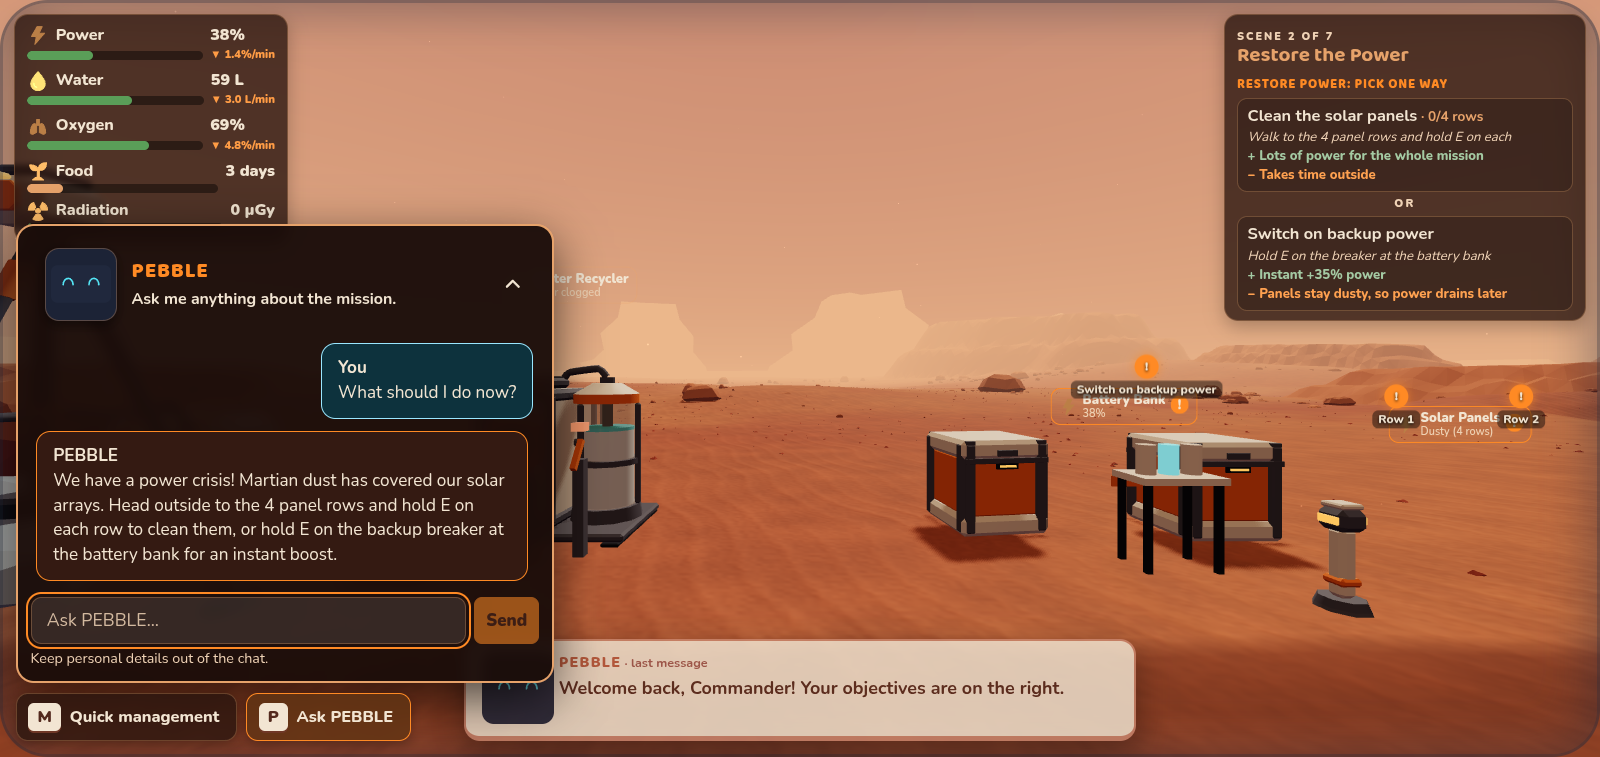 Power 38%
▼ 1.4%/min
Water 59 L
▼ 3.0 L/min
Oxygen 69%
▼ 4.8%/min
Food 3 days
Radiation 0 µGy
PEBBLE
Ask me anything about the mission.
You
What should I do now?
PEBBLE
We have a power crisis! Martian dust has covered our solar
arrays. Head outside to the 4 panel rows and hold E on
each row to clean them, or hold E on the backup breaker at
the battery bank for an instant boost.
Ask PEBBLE...
Send
Keep personal details out of the chat.
M Quick management
P Ask PEBBLE
PEBBLE · last message
Welcome back, Commander! Your objectives are on the right.
ter Recycler
r clogged
Switch on backup power
Battery Bank
38%
Row 1
Solar Panels
Dusty (4 rows)
Row 2
SCENE 2 OF 7
Restore the Power
RESTORE POWER: PICK ONE WAY
Clean the solar panels · 0/4 rows
Walk to the 4 panel rows and hold E on each
+ Lots of power for the whole mission
− Takes time outside
OR
Switch on backup power
Hold E on the breaker at the battery bank
+ Instant +35% power
− Panels stay dusty, so power drains later